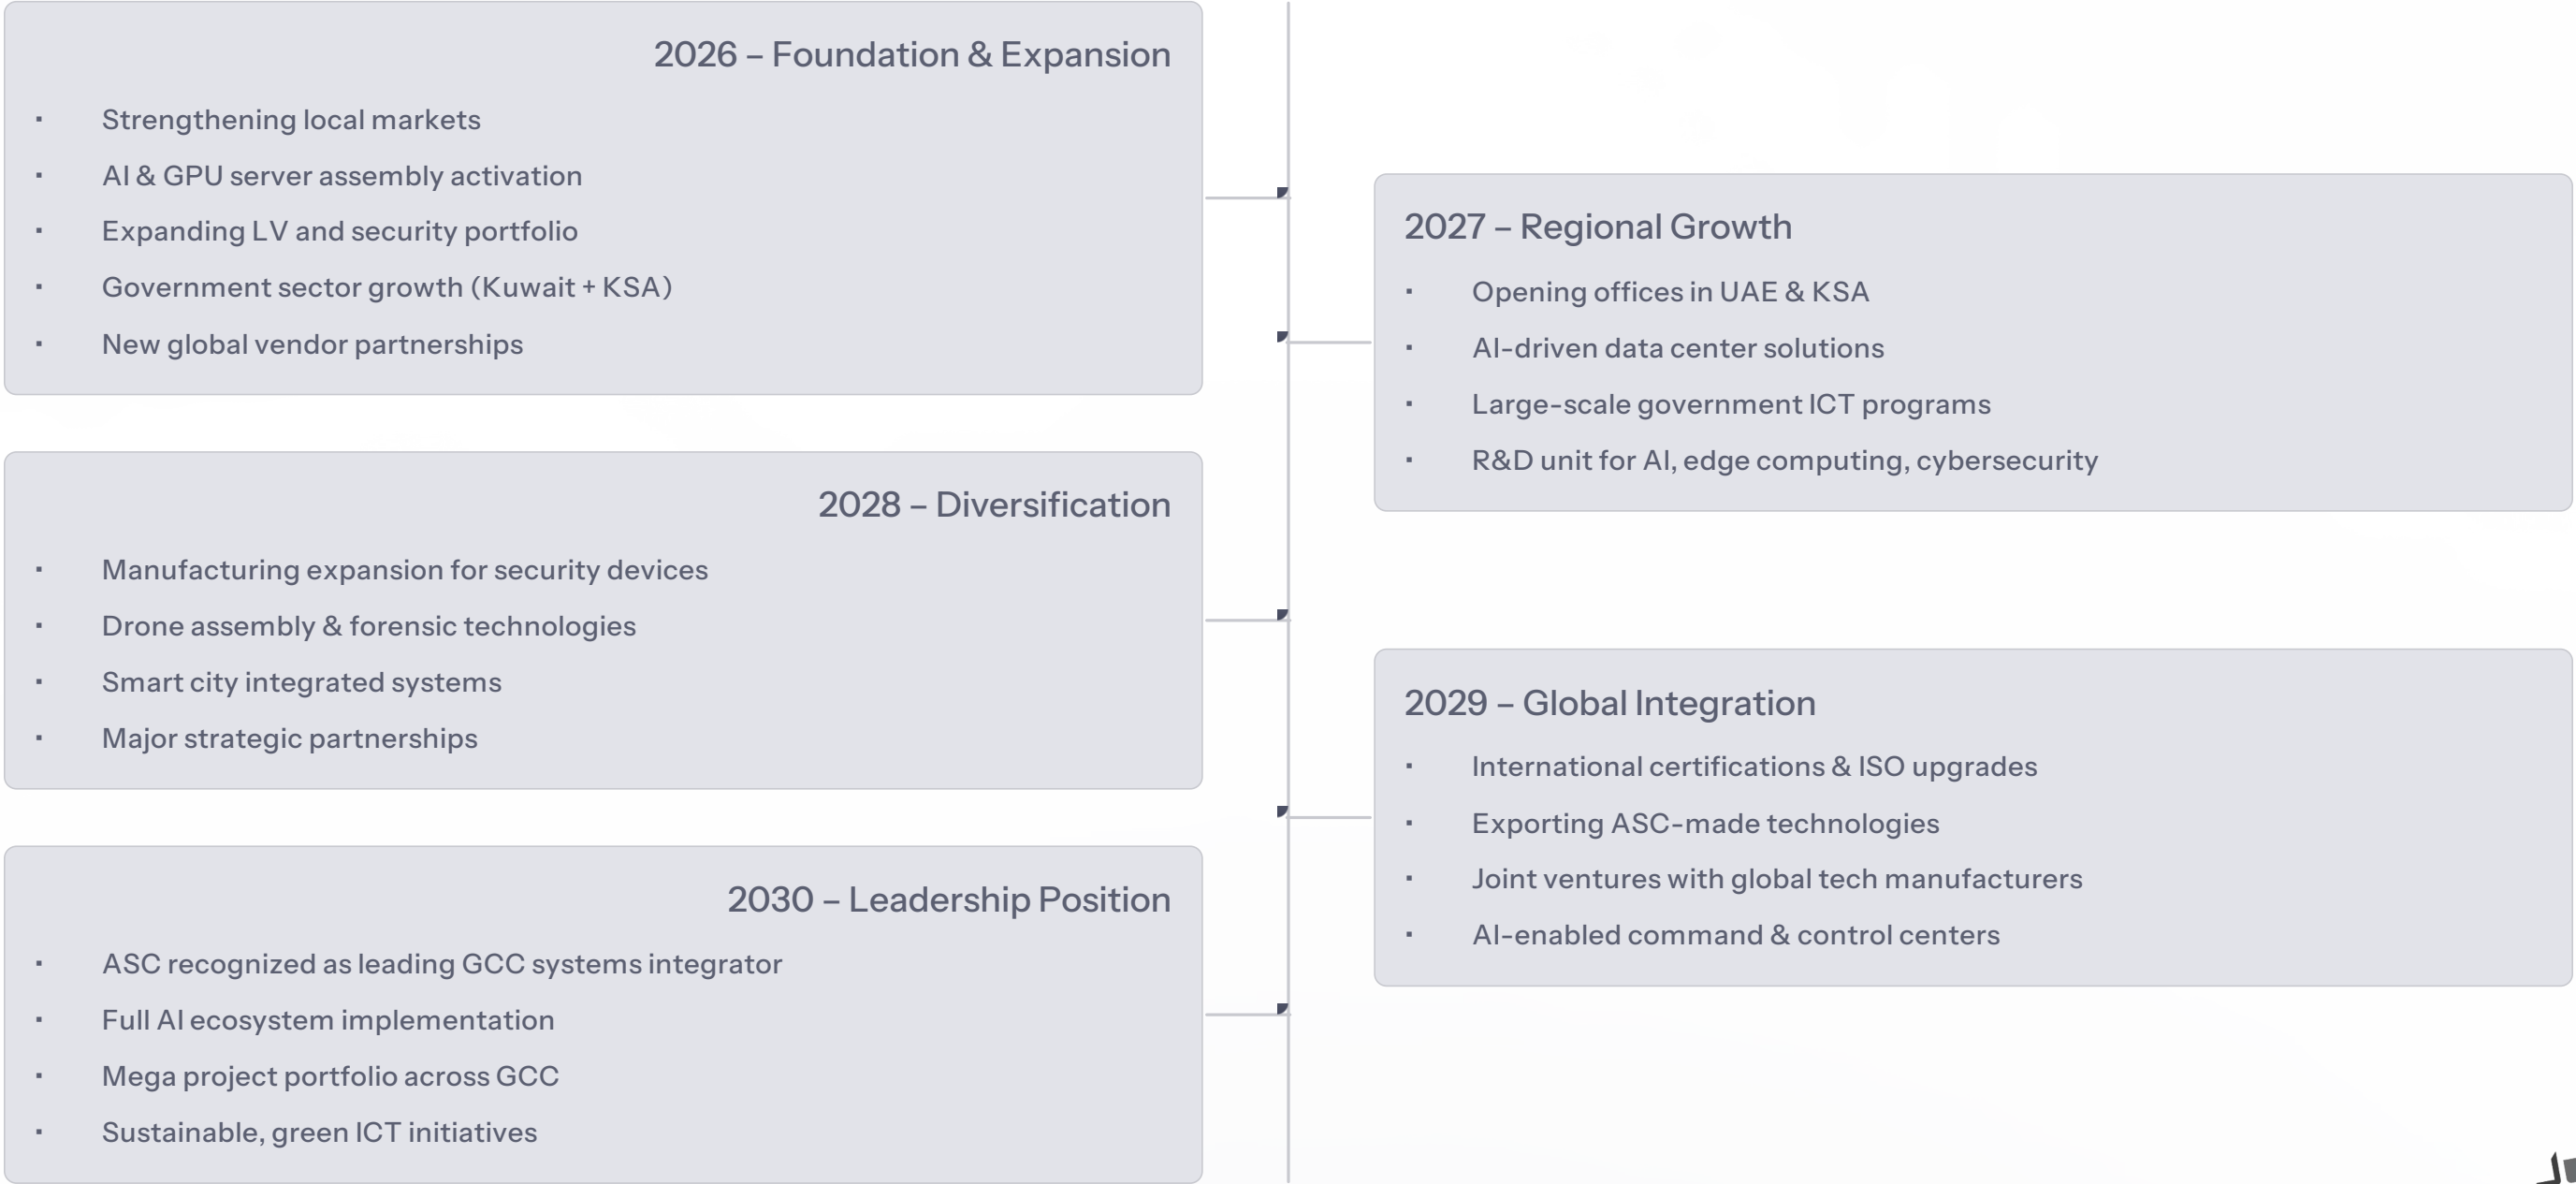 2026 – Foundation & Expansion
▪ Strengthening local markets
▪ AI & GPU server assembly activation
▪ Expanding LV and security portfolio
▪ Government sector growth (Kuwait + KSA)
▪ New global vendor partnerships
2027 – Regional Growth
▪ Opening offices in UAE & KSA
▪ AI-driven data center solutions
▪ Large-scale government ICT programs
▪ R&D unit for AI, edge computing, cybersecurity
2028 – Diversification
▪ Manufacturing expansion for security devices
▪ Drone assembly & forensic technologies
▪ Smart city integrated systems
▪ Major strategic partnerships
2029 – Global Integration
▪ International certifications & ISO upgrades
▪ Exporting ASC-made technologies
▪ Joint ventures with global tech manufacturers
▪ AI-enabled command & control centers
2030 – Leadership Position
▪ ASC recognized as leading GCC systems integrator
▪ Full AI ecosystem implementation
▪ Mega project portfolio across GCC
▪ Sustainable, green ICT initiatives